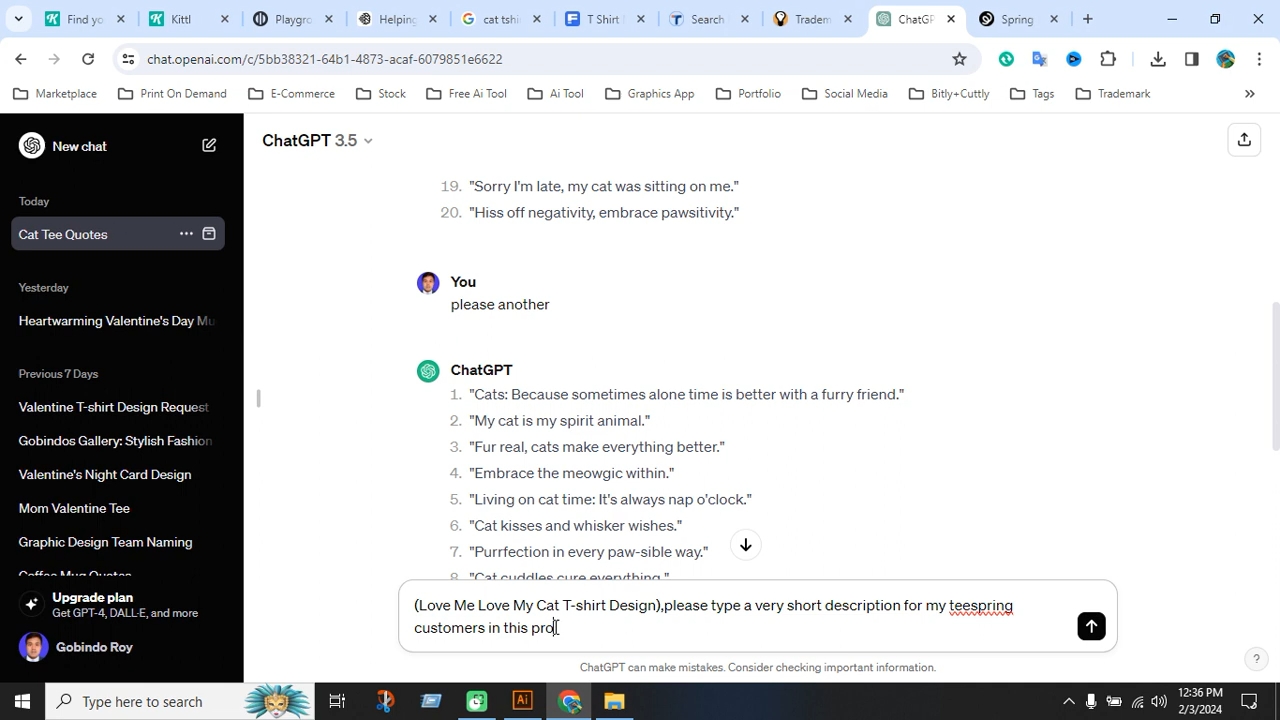 Find yo
Kittl
Playgro
Helping
cat tshi
T Shirt
Search
Tradem
ChatGP
Spring
chat.openai.com/c/5bb38321-64b1-4873-acaf-6079851e6622
Marketplace
Print On Demand
E-Commerce
Stock
Free Ai Tool
Ai Tool
Graphics App
Portfolio
Social Media
Bitly+Cuttly
Tags
Trademark
New chat
ChatGPT 3.5
Today
Cat Tee Quotes
Yesterday
Heartwarming Valentine's Day Mu
Previous 7 Days
Valentine T-shirt Design Request
Gobindos Gallery: Stylish Fashion
Valentine's Night Card Design
Mom Valentine Tee
Graphic Design Team Naming
Coffee Mug Quotes
Upgrade plan
Get GPT-4, DALL·E, and more
Gobindo Roy
19. "Sorry I'm late, my cat was sitting on me."
20. "Hiss off negativity, embrace pawsitivity."
You
please another
ChatGPT
1. "Cats: Because sometimes alone time is better with a furry friend."
2. "My cat is my spirit animal."
3. "Fur real, cats make everything better."
4. "Embrace the meowgic within."
5. "Living on cat time: It's always nap o'clock."
6. "Cat kisses and whisker wishes."
7. "Purrfection in every paw-sible way."
8. "Cat cuddles cure everything."
(Love Me Love My Cat T-shirt Design),please type a very short description for my teespring
customers in this pro
ChatGPT can make mistakes. Consider checking important information.
?
Type here to search
Ai
12:36 PM
2/3/2024